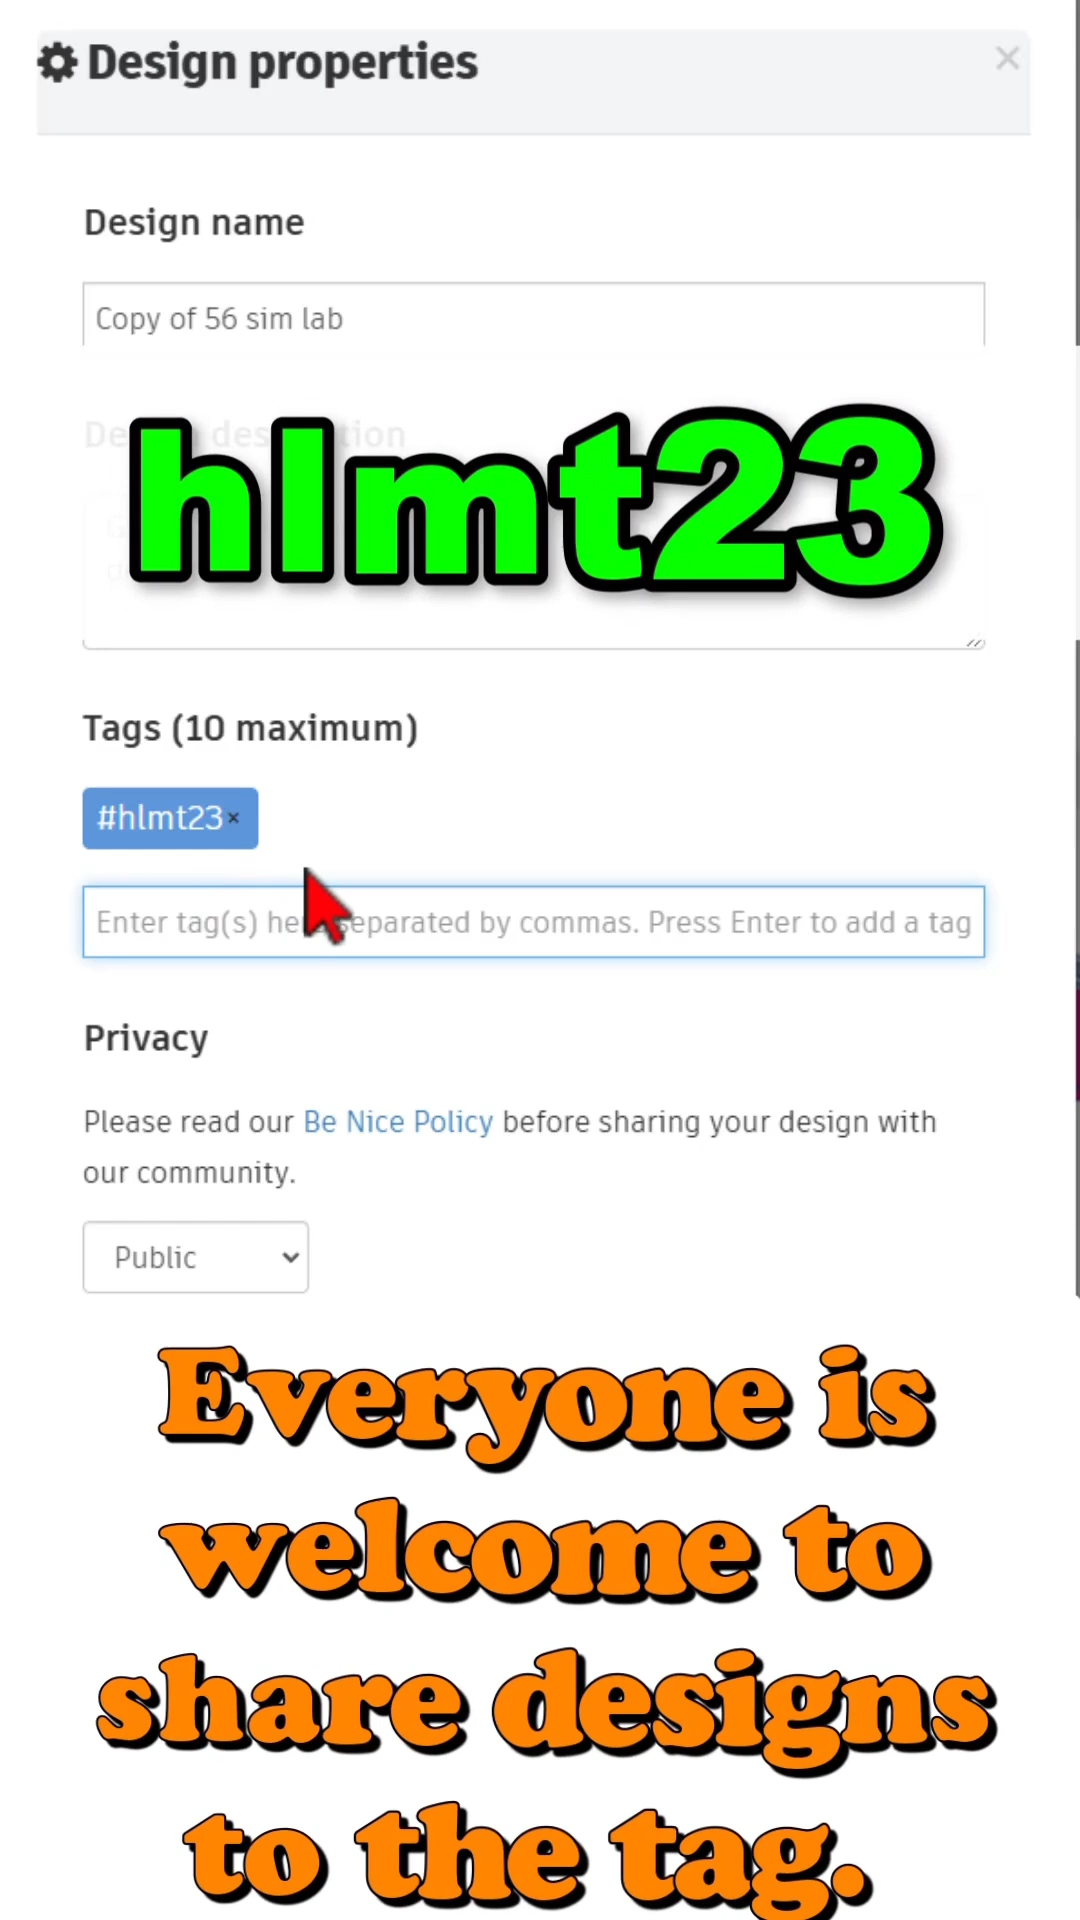 Design properties
Design name
Copy of 56 sim lab
hlmt23
Tags (10 maximum)
#hlmt23×
Enter tag(s) here separated by commas. Press Enter to add a tag
Privacy
Please read our Be Nice Policy before sharing your design with
our community.
Public
Everyone is
welcome to
share designs
to the tag.